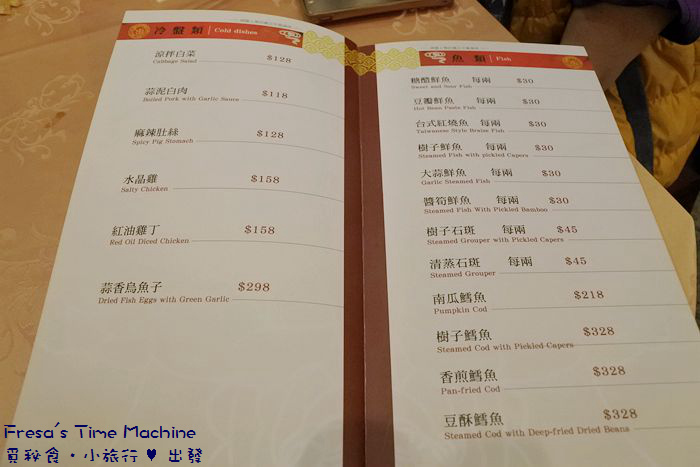 冷盤類 Cold dishes
涼拌白菜 $128
Cabbage Salad
蒜泥白肉 $118
Boiled Pork with Garlic Sauce
麻辣肚絲 $128
Spicy Pig Stomach
水晶雞 $158
Salty Chicken
紅油雞丁 $158
Red Oil Diced Chicken
蒜香烏魚子 $298
Dried Fish Eggs with Green Garlic
魚類 Fish
糖醋鮮魚 每兩 $30
Sweet and Sour Fish
豆瓣鮮魚 每兩 $30
Hot Bean Paste Fish
台式紅燒魚 每兩 $30
Taiwanese Style Braise Fish
樹子鮮魚 每兩 $30
Steamed Fish with pickled Capers
大蒜鮮魚 每兩 $30
Garlic Steamed Fish
醬筍鮮魚 每兩 $30
Steamed Fish With Pickled Bamboo
樹子石斑 每兩 $45
Steamed Grouper with Pickled Capers
清蒸石斑 每兩 $45
Steamed Grouper
南瓜鱈魚 $218
Pumpkin Cod
樹子鱈魚 $328
Steamed Cod with Pickled Capers
香煎鱈魚 $328
Pan-fried Cod
豆酥鱈魚 $328
Steamed Cod with Deep-fried Dried Beans
Fresa's Time Machine
覓秘食·小旅行♥出發